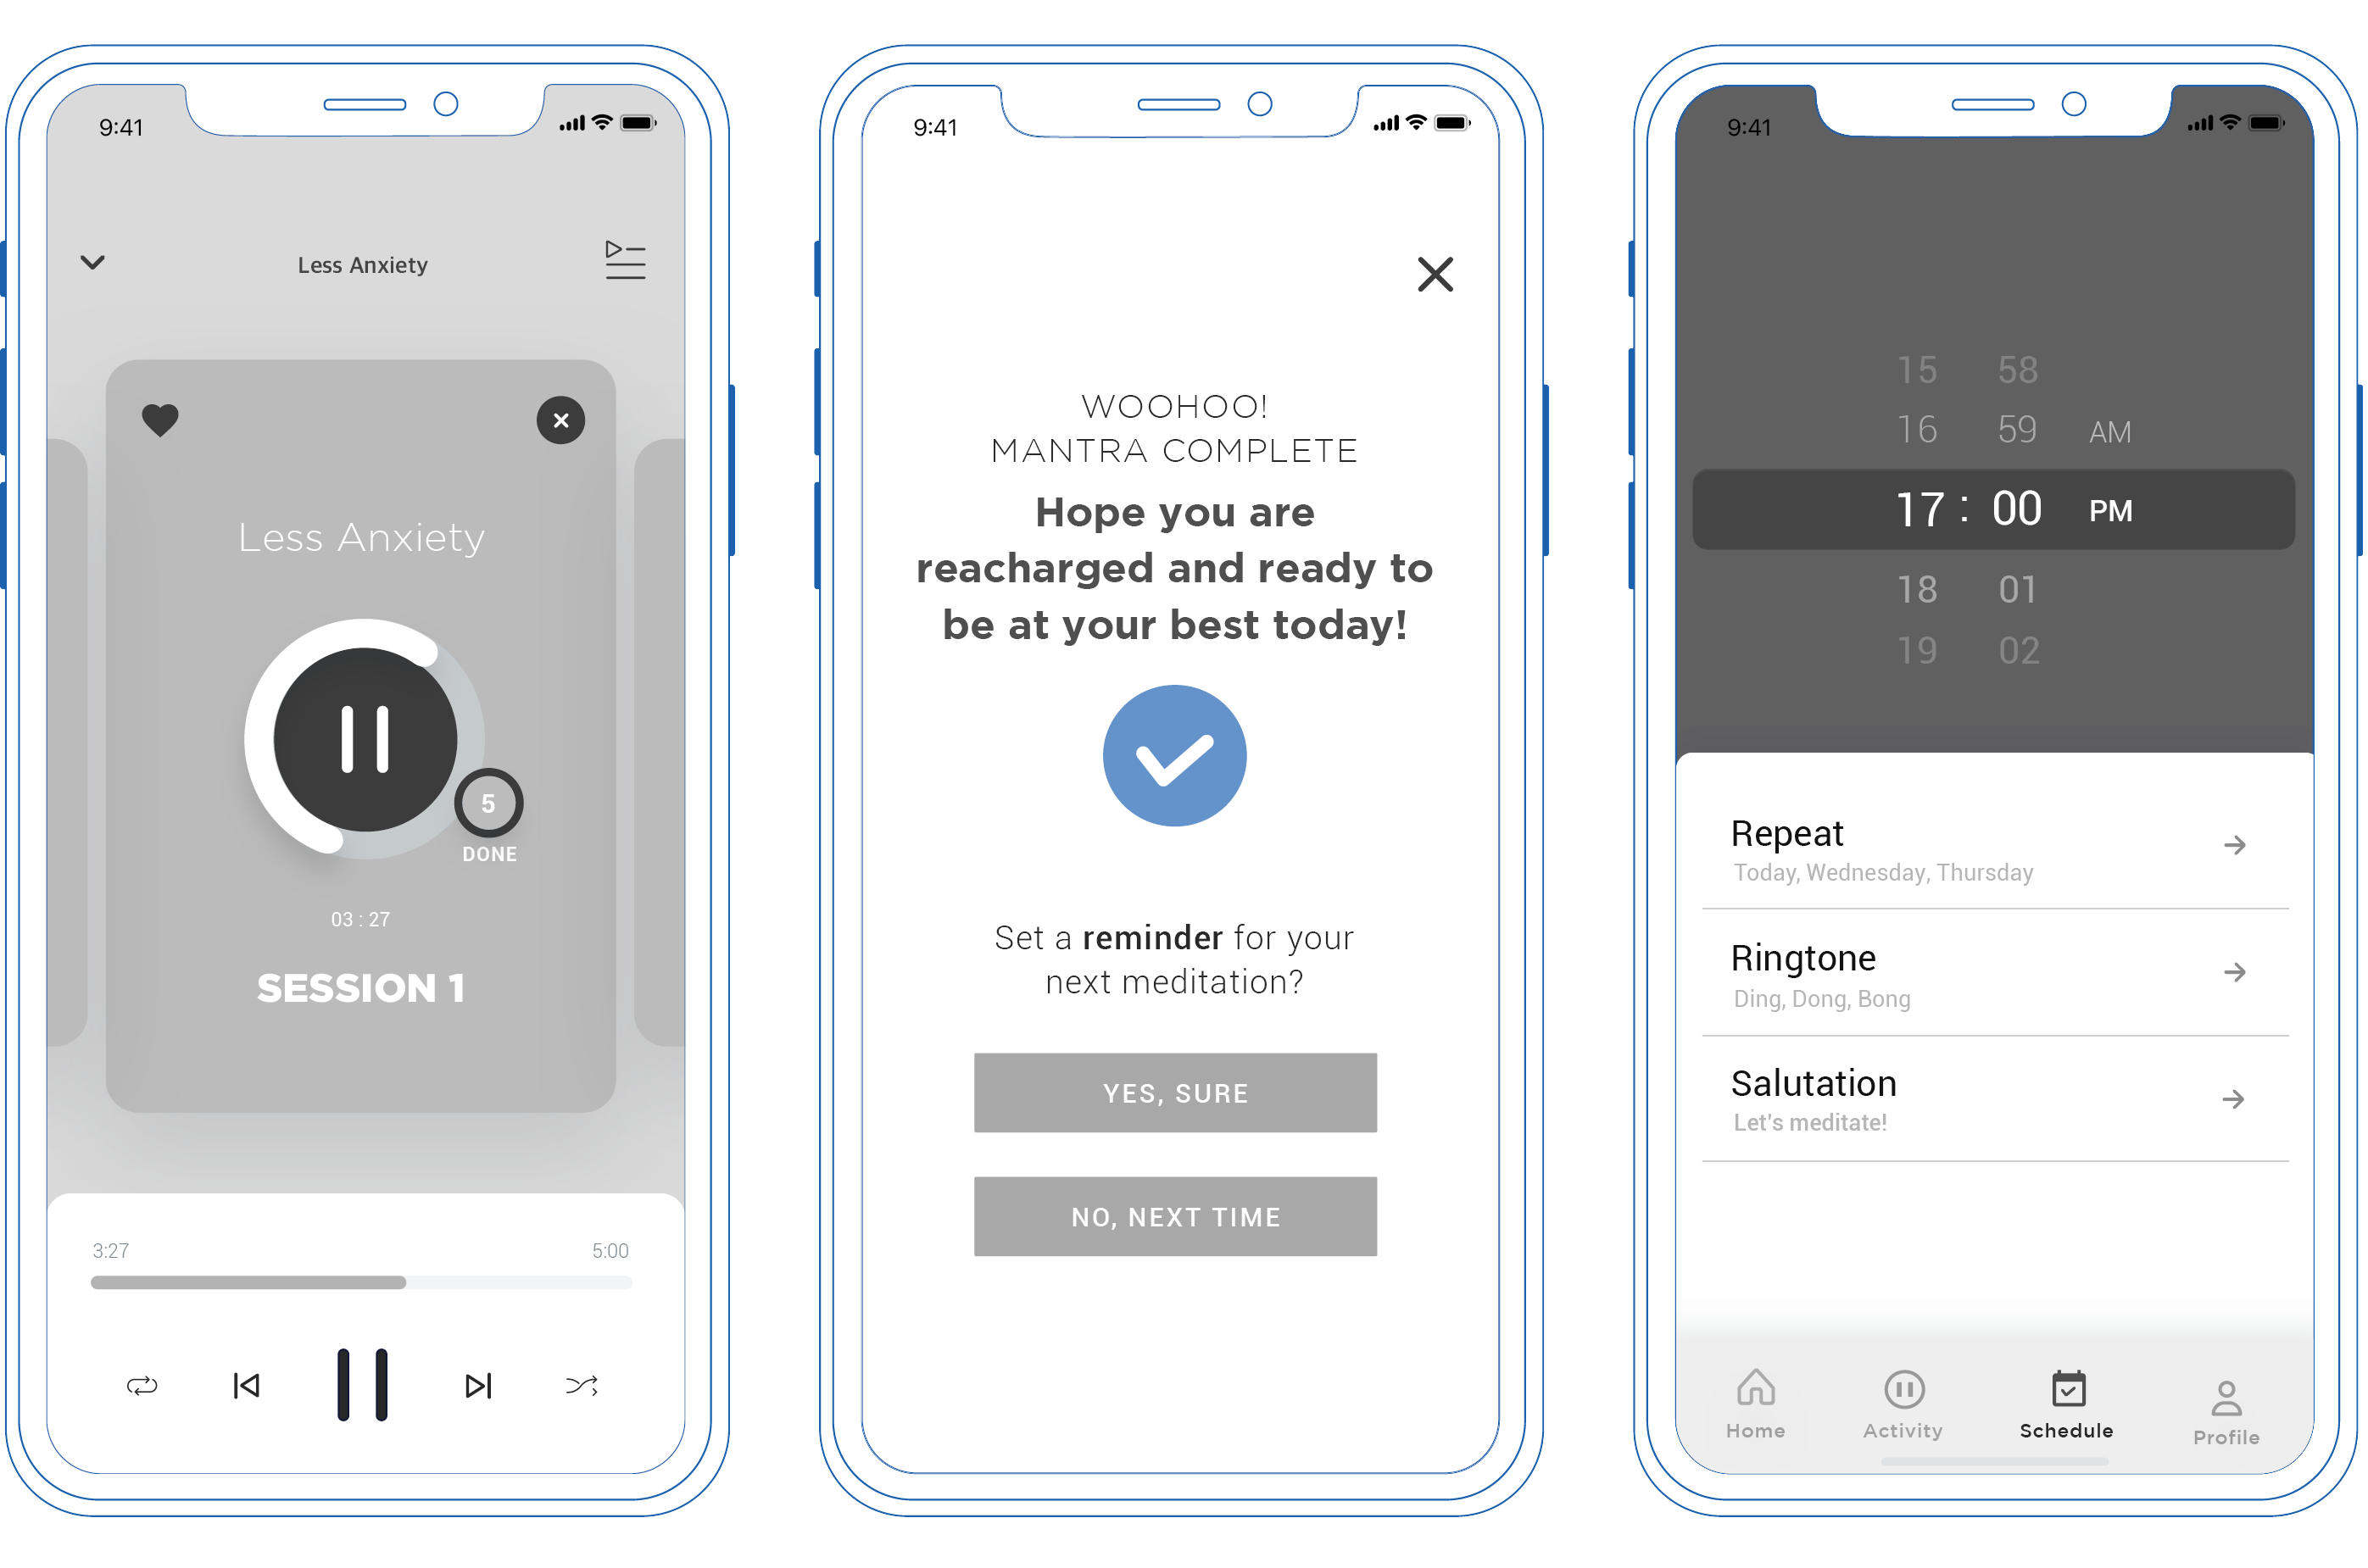 9:41
Less Anxiety
Less Anxiety
5
DONE
03 : 27
SESSION 1
3:27 5:00
9:41
WOOHOO!
MANTRA COMPLETE
Hope you are
reacharged and ready to
be at your best today!
Set a reminder for your
next meditation?
YES, SURE
NO, NEXT TIME
9:41
15 58
16 59 AM
17 : 00 PM
18 01
19 02
Repeat
Today, Wednesday, Thursday
Ringtone
Ding, Dong, Bong
Salutation
Let's meditate!
Home Activity Schedule Profile